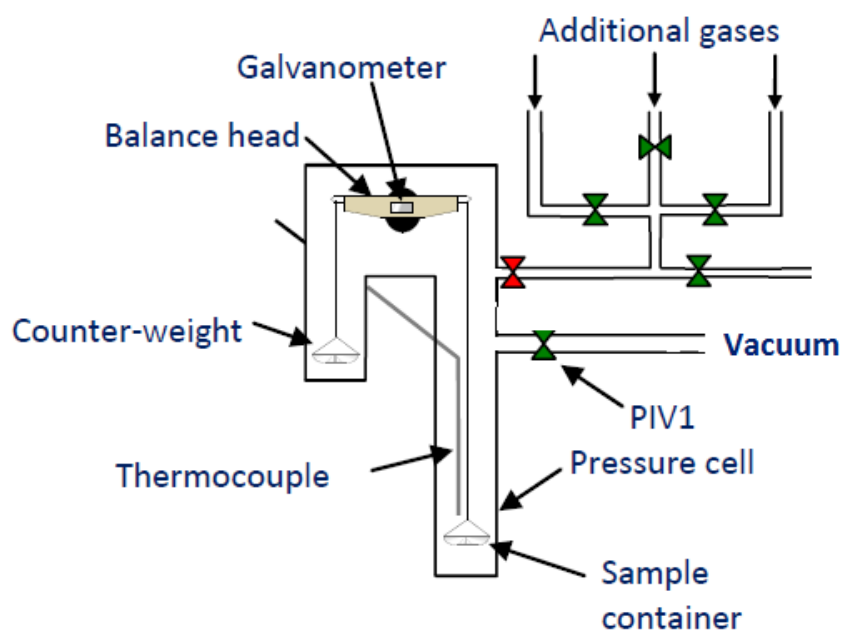 Additional gases
Galvanometer
Balance head
Counter-weight
Vacuum
PIV1
Pressure cell
Thermocouple
Sample
container